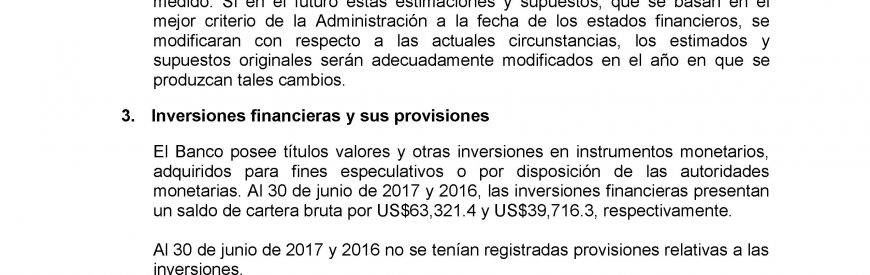 medido. Si en el futuro estas estimaciones y supuestos, que se basan en el
mejor criterio de la Administración a la fecha de los estados financieros, se
modificaran con respecto a las actuales circunstancias, los estimados y
supuestos originales serán adecuadamente modificados en el año en que se
produzcan tales cambios.
3. Inversiones financieras y sus provisiones
El Banco posee títulos valores y otras inversiones en instrumentos monetarios,
adquiridos para fines especulativos o por disposición de las autoridades
monetarias. Al 30 de junio de 2017 y 2016, las inversiones financieras presentan
un saldo de cartera bruta por US$63,321.4 y US$39,716.3, respectivamente.
Al 30 de junio de 2017 y 2016 no se tenían registradas provisiones relativas a las
inversiones.